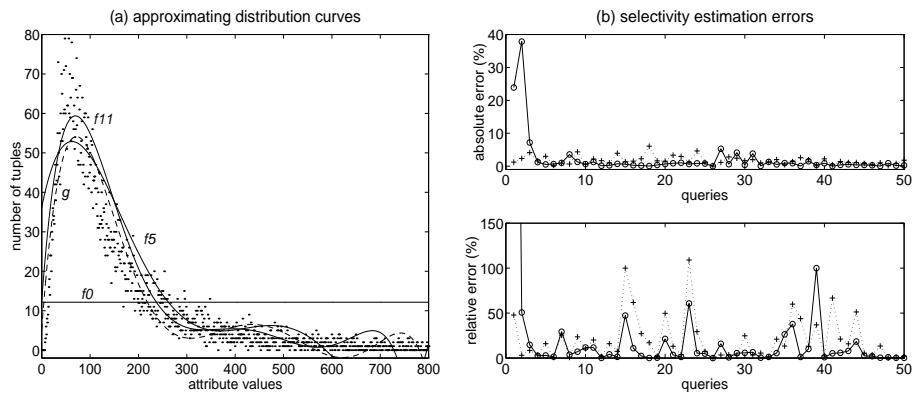 (a) approximating distribution curves
number of tuples
80
70
60
50
40
30
20
10
0
f11
g
f5
f0
0 100 200 300 400 500 600 700 800
attribute values
(b) selectivity estimation errors
absolute error (%)
40
30
20
10
0
0 10 20 30 40 50
queries
relative error (%)
150
100
50
0
0 10 20 30 40 50
queries